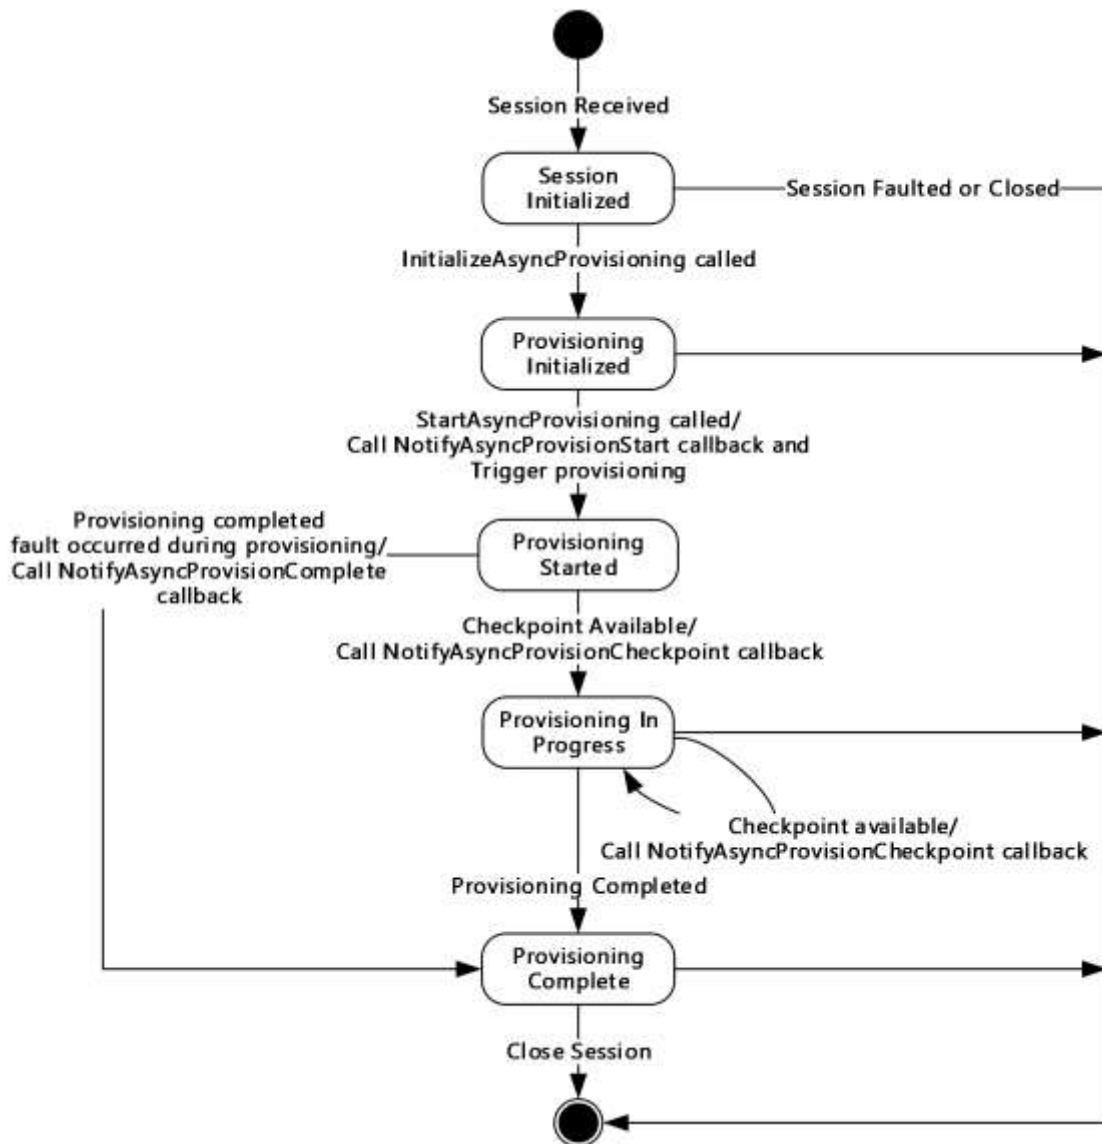 Session Received
Session
Initialized
Session Faulted or Closed
InitializeAsyncProvisioning called
Provisioning
Initialized
StartAsyncProvisioning called/
Call NotifyAsyncProvisionStart callback and
Trigger provisioning
Provisioning completed
fault occurred during provisioning/
Call NotifyAsyncProvisionComplete
callback
Provisioning
Started
Checkpoint Available/
Call NotifyAsyncProvisionCheckpoint callback
Provisioning In
Progress
Checkpoint available/
Call NotifyAsyncProvisionCheckpoint callback
Provisioning Completed
Provisioning
Complete
Close Session